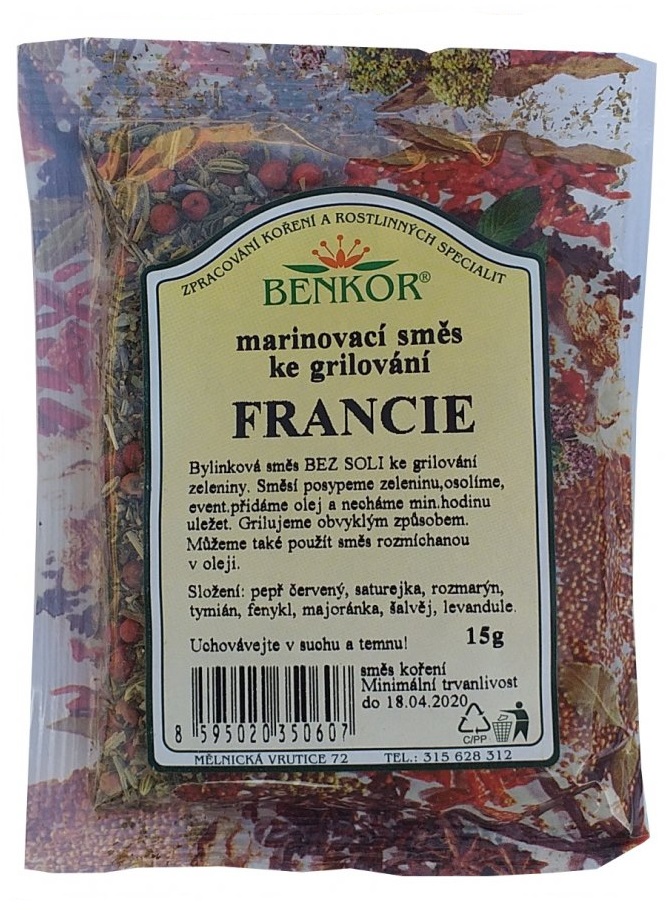 ZPRACOVÁNÍ KOŘENÍ A ROSTLINNÝCH SPECIALIT
BENKOR®
marinovací směs
ke grilování
FRANCIE
Bylinková směs BEZ SOLI ke grilování
zeleniny. Směsí posypeme zeleninu,osolíme,
event.přidáme olej a necháme min.hodinu
uležet. Grilujeme obvyklým způsobem.
Můžeme také použít směs rozmíchanou
v oleji.
Složení: pepř červený, saturejka, rozmarýn,
tymián, fenykl, majoránka, šalvěj, levandule.
Uchovávejte v suchu a temnu! 15g
směs koření
Minimální trvanlivost
do 18.04.2020
8 595020 350607
C/PP
MĚLNICKÁ VRUTICE 72 TEL.: 315 628 312